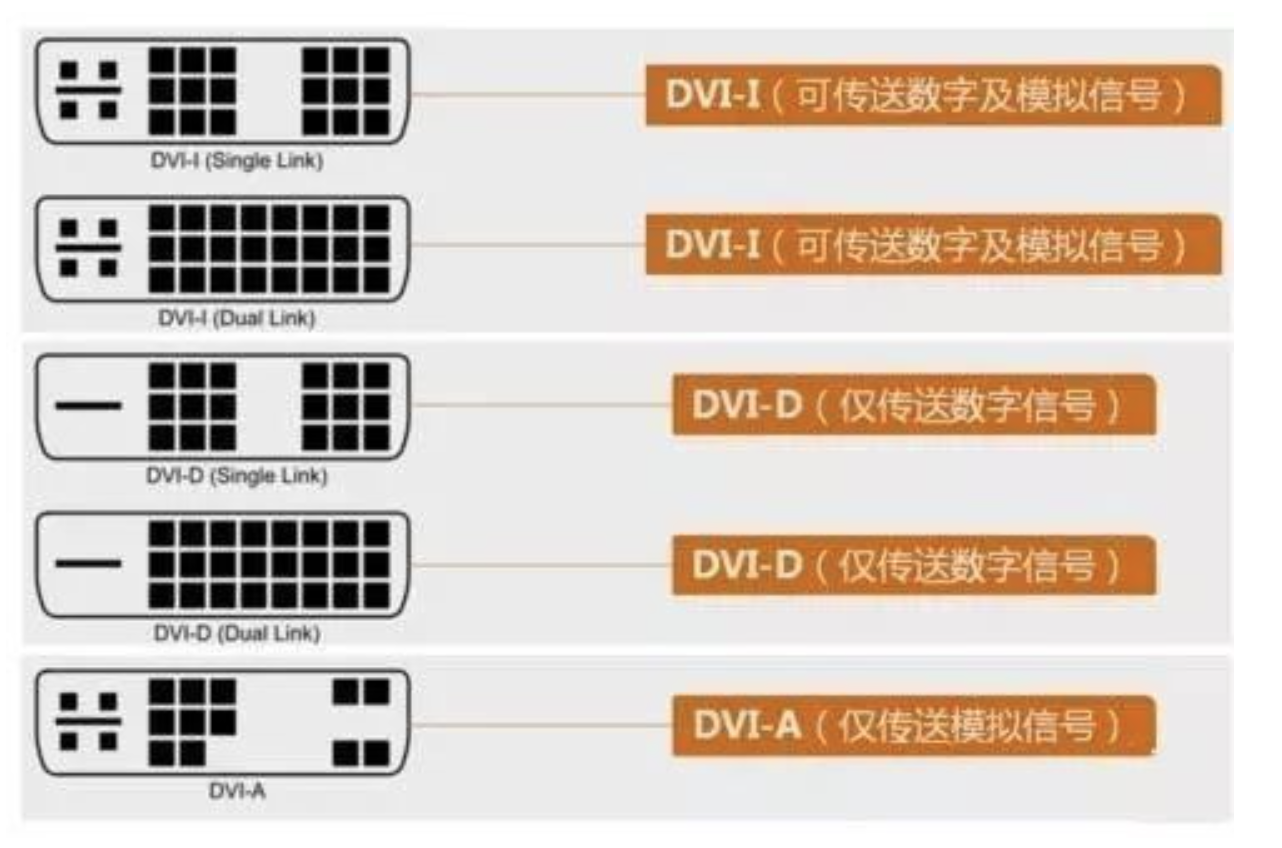 DVI-I（可传送数字及模拟信号）
DVI-I (Single Link)
DVI-I（可传送数字及模拟信号）
DVI-I (Dual Link)
DVI-D（仅传送数字信号）
DVI-D (Single Link)
DVI-D（仅传送数字信号）
DVI-D (Dual Link)
DVI-A（仅传送模拟信号）
DVI-A